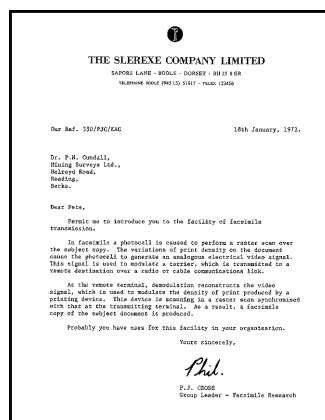 THE SLEREXE COMPANY LIMITED
SAPORS LANE - BOOLE - DORSET - BH 25 8 ER
TELEPHONE BOOLE (945 13) 51617 - TELEX 123456
Our Ref. 350/PJC/EAC
18th January, 1972.
Dr. P.N. Cundall,
Mining Surveys Ltd.,
Holroyd Road,
Reading,
Berks.
Dear Pete,
Permit me to introduce you to the facility of facsimile
transmission.
In facsimile a photocell is caused to perform a raster scan over
the subject copy. The variations of print density on the document
cause the photocell to generate an analogous electrical video signal.
This signal is used to modulate a carrier, which is transmitted to a
remote destination over a radio or cable communications link.
At the remote terminal, demodulation reconstructs the video
signal, which is used to modulate the density of print produced by a
printing device. This device is scanning in a raster scan synchronised
with that at the transmitting terminal. As a result, a facsimile
copy of the subject document is produced.
Probably you have uses for this facility in your organisation.
Yours sincerely,
Phil.
P.J. CROSS
Group Leader - Facsimile Research